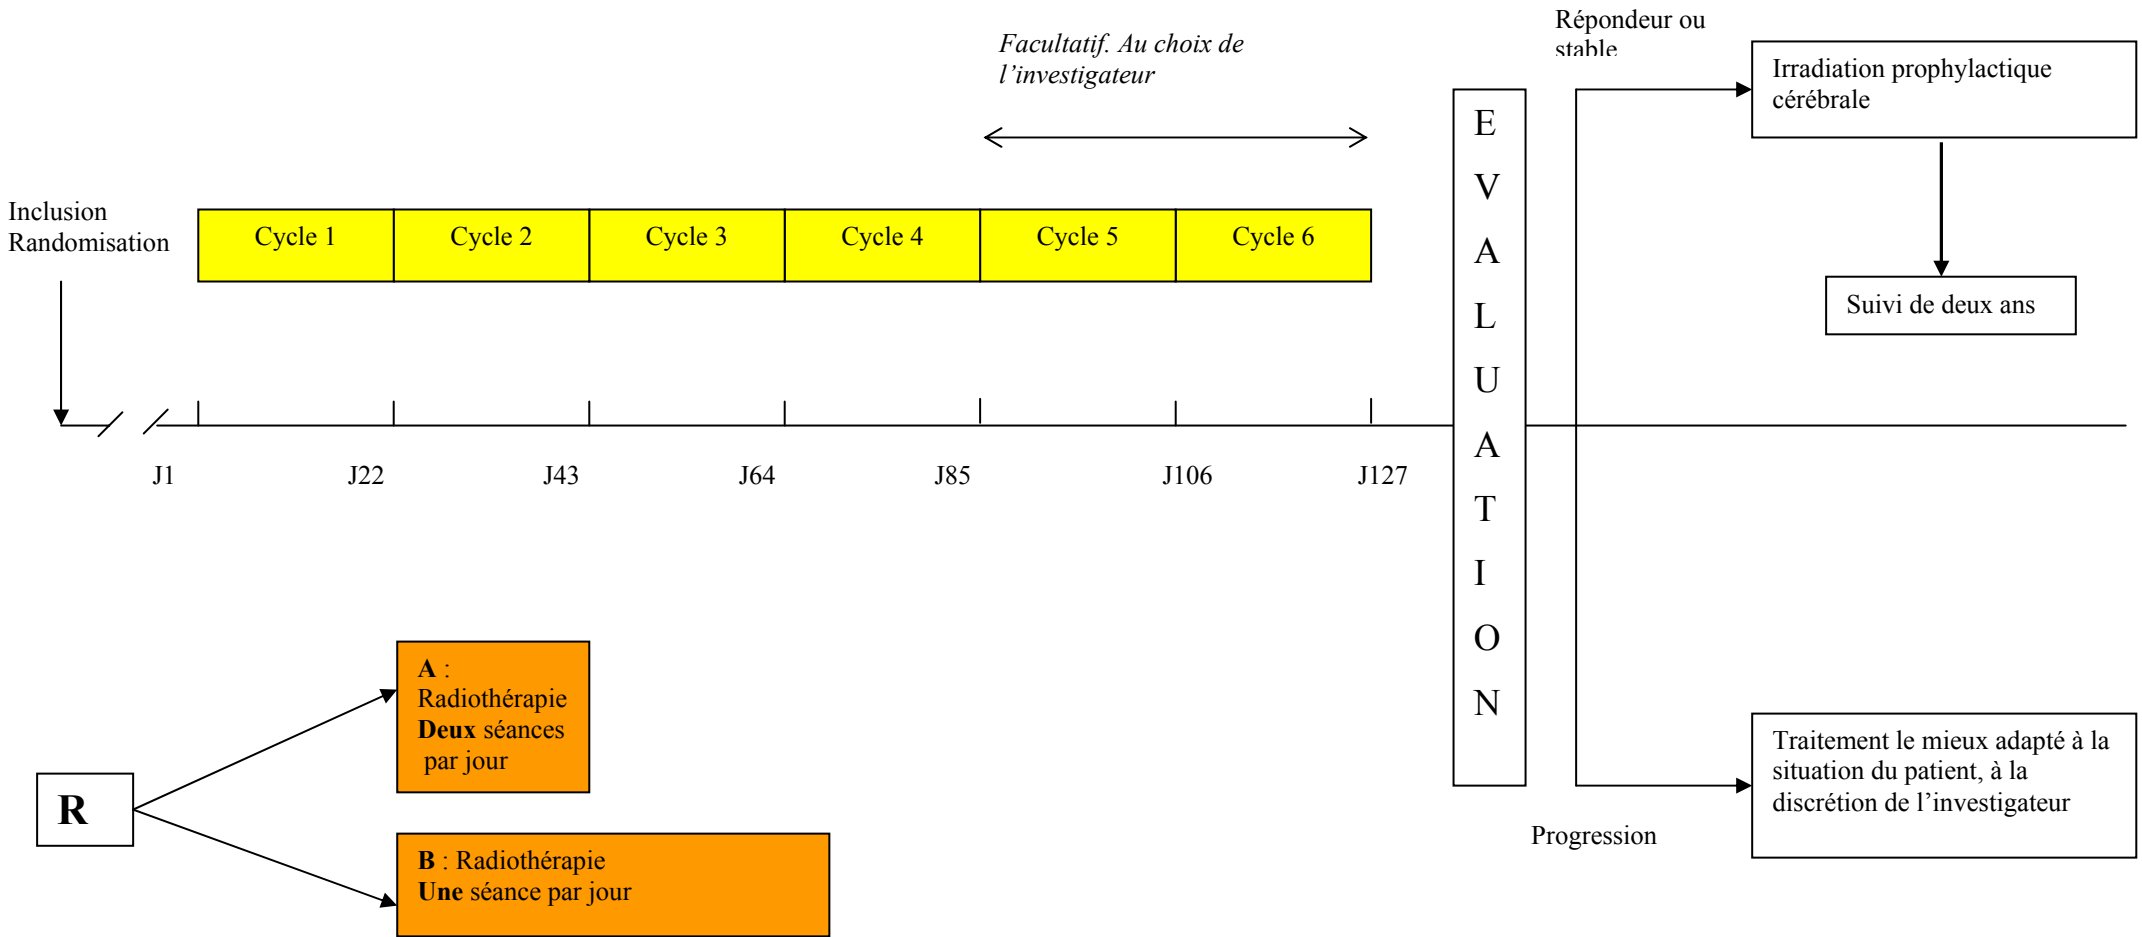 Répondeur ou
stable
Facultatif. Au choix de
l’investigateur
Irradiation prophylactique
cérébrale
Inclusion
Randomisation
Cycle 1
Cycle 2
Cycle 3
Cycle 4
Cycle 5
Cycle 6
E
V
A
L
U
A
T
I
O
N
Suivi de deux ans
J1
J22
J43
J64
J85
J106
J127
R
A :
Radiothérapie
Deux séances
par jour
B : Radiothérapie
Une séance par jour
Progression
Traitement le mieux adapté à la
situation du patient, à la
discrétion de l’investigateur